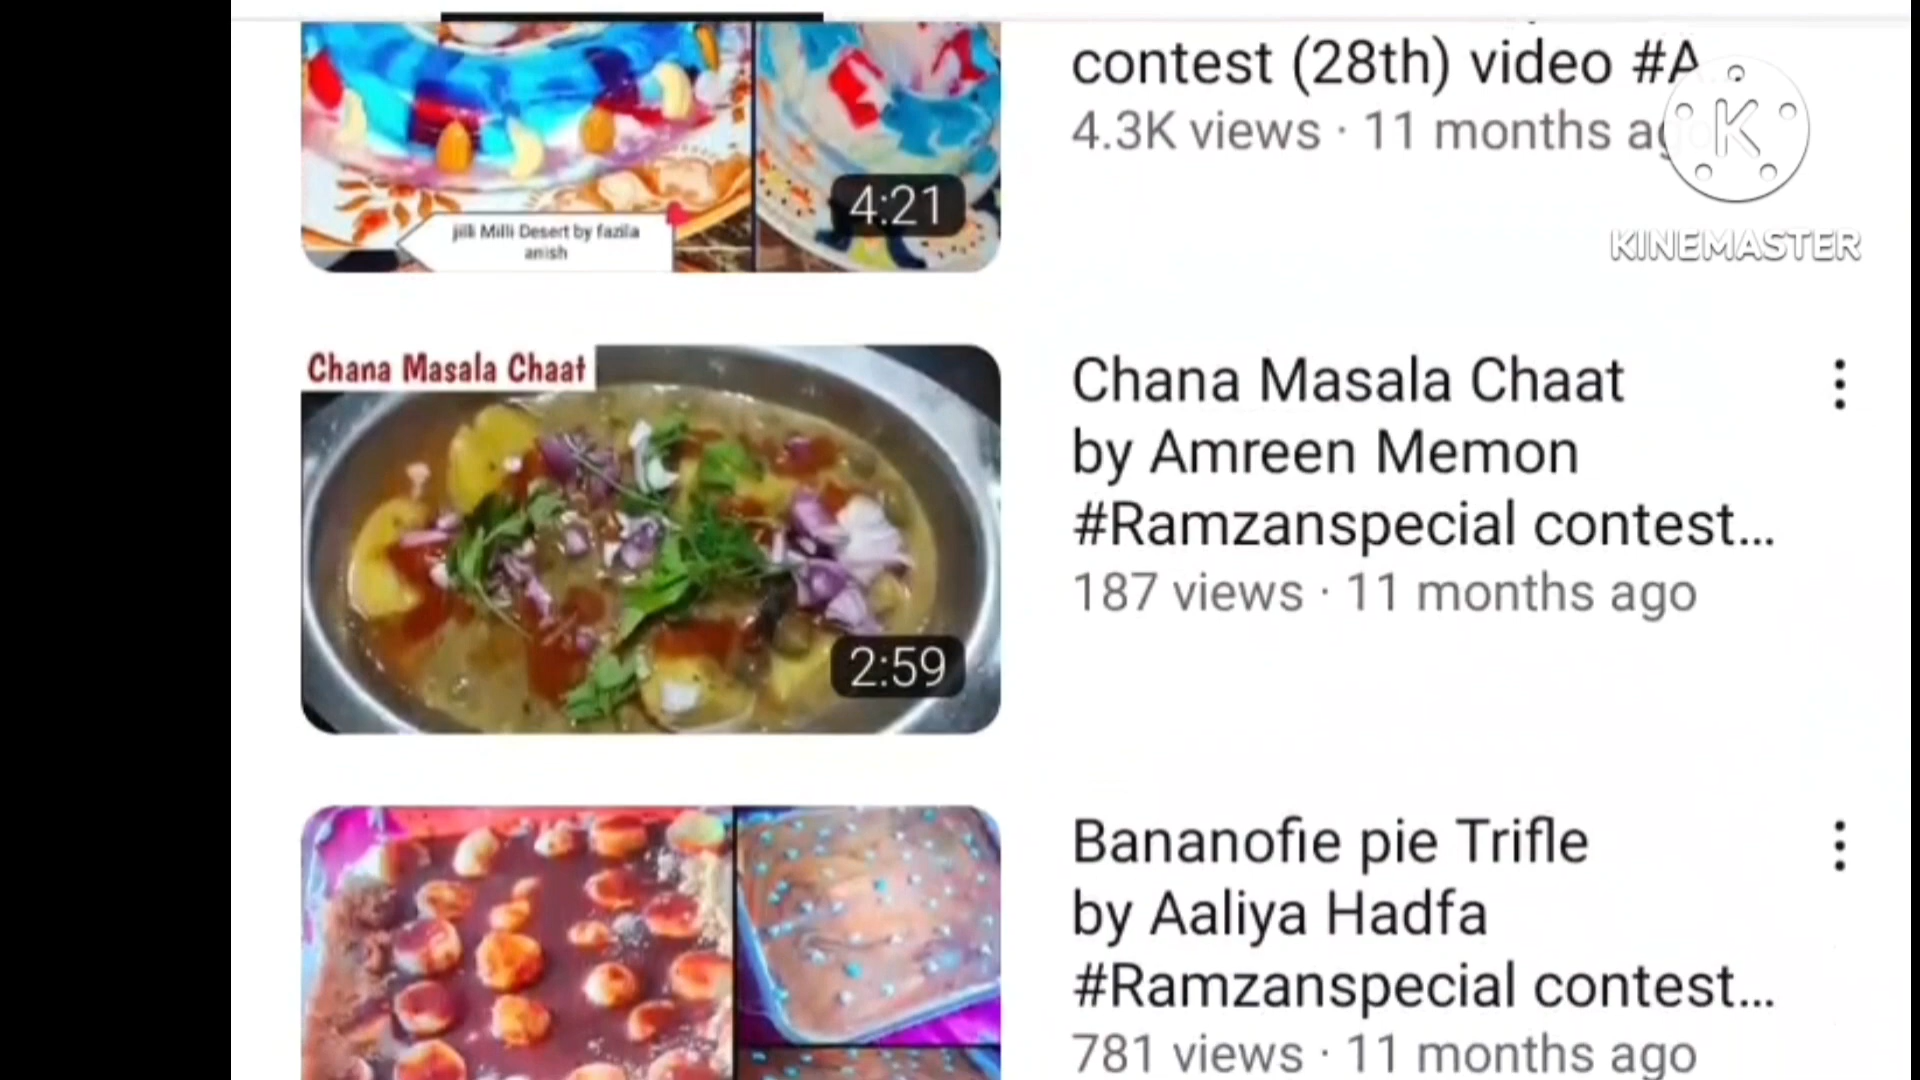 contest (28th) video #A...
4.3K views · 11 months ago
K
KINEMASTER
4:21
jilli Milli Desert by fazila
anish
Chana Masala Chaat
Chana Masala Chaat
by Amreen Memon
#Ramzanspecial contest...
187 views · 11 months ago
2:59
Bananofie pie Trifle
by Aaliya Hadfa
#Ramzanspecial contest...
781 views · 11 months ago